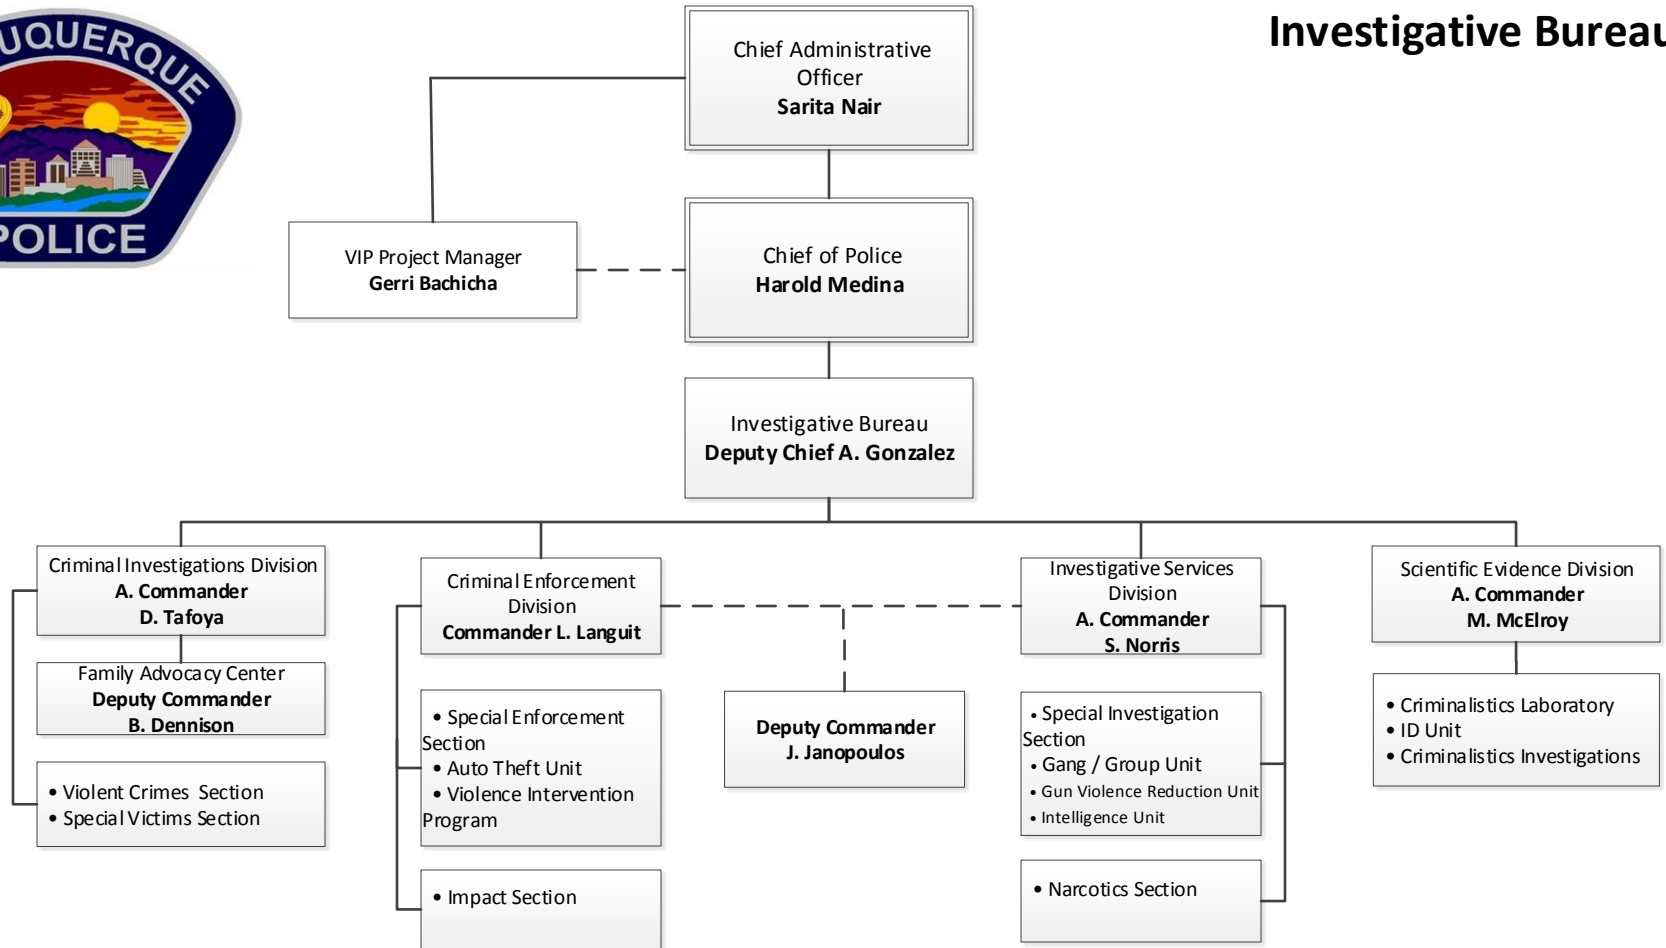 Investigative Bureau
POLICE
Chief Administrative
Officer
Sarita Nair
VIP Project Manager
Gerri Bachicha
Chief of Police
Harold Medina
Investigative Bureau
Deputy Chief A. Gonzalez
Criminal Investigations Division
A. Commander
D. Tafoya
Family Advocacy Center
Deputy Commander
B. Dennison
• Violent Crimes Section
• Special Victims Section
Criminal Enforcement
Division
Commander L. Languit
• Special Enforcement
Section
• Auto Theft Unit
• Violence Intervention
Program
• Impact Section
Deputy Commander
J. Janopoulos
Investigative Services
Division
A. Commander
S. Norris
• Special Investigation
Section
• Gang / Group Unit
• Gun Violence Reduction Unit
• Intelligence Unit
• Narcotics Section
Scientific Evidence Division
A. Commander
M. McElroy
• Criminalistics Laboratory
• ID Unit
• Criminalistics Investigations